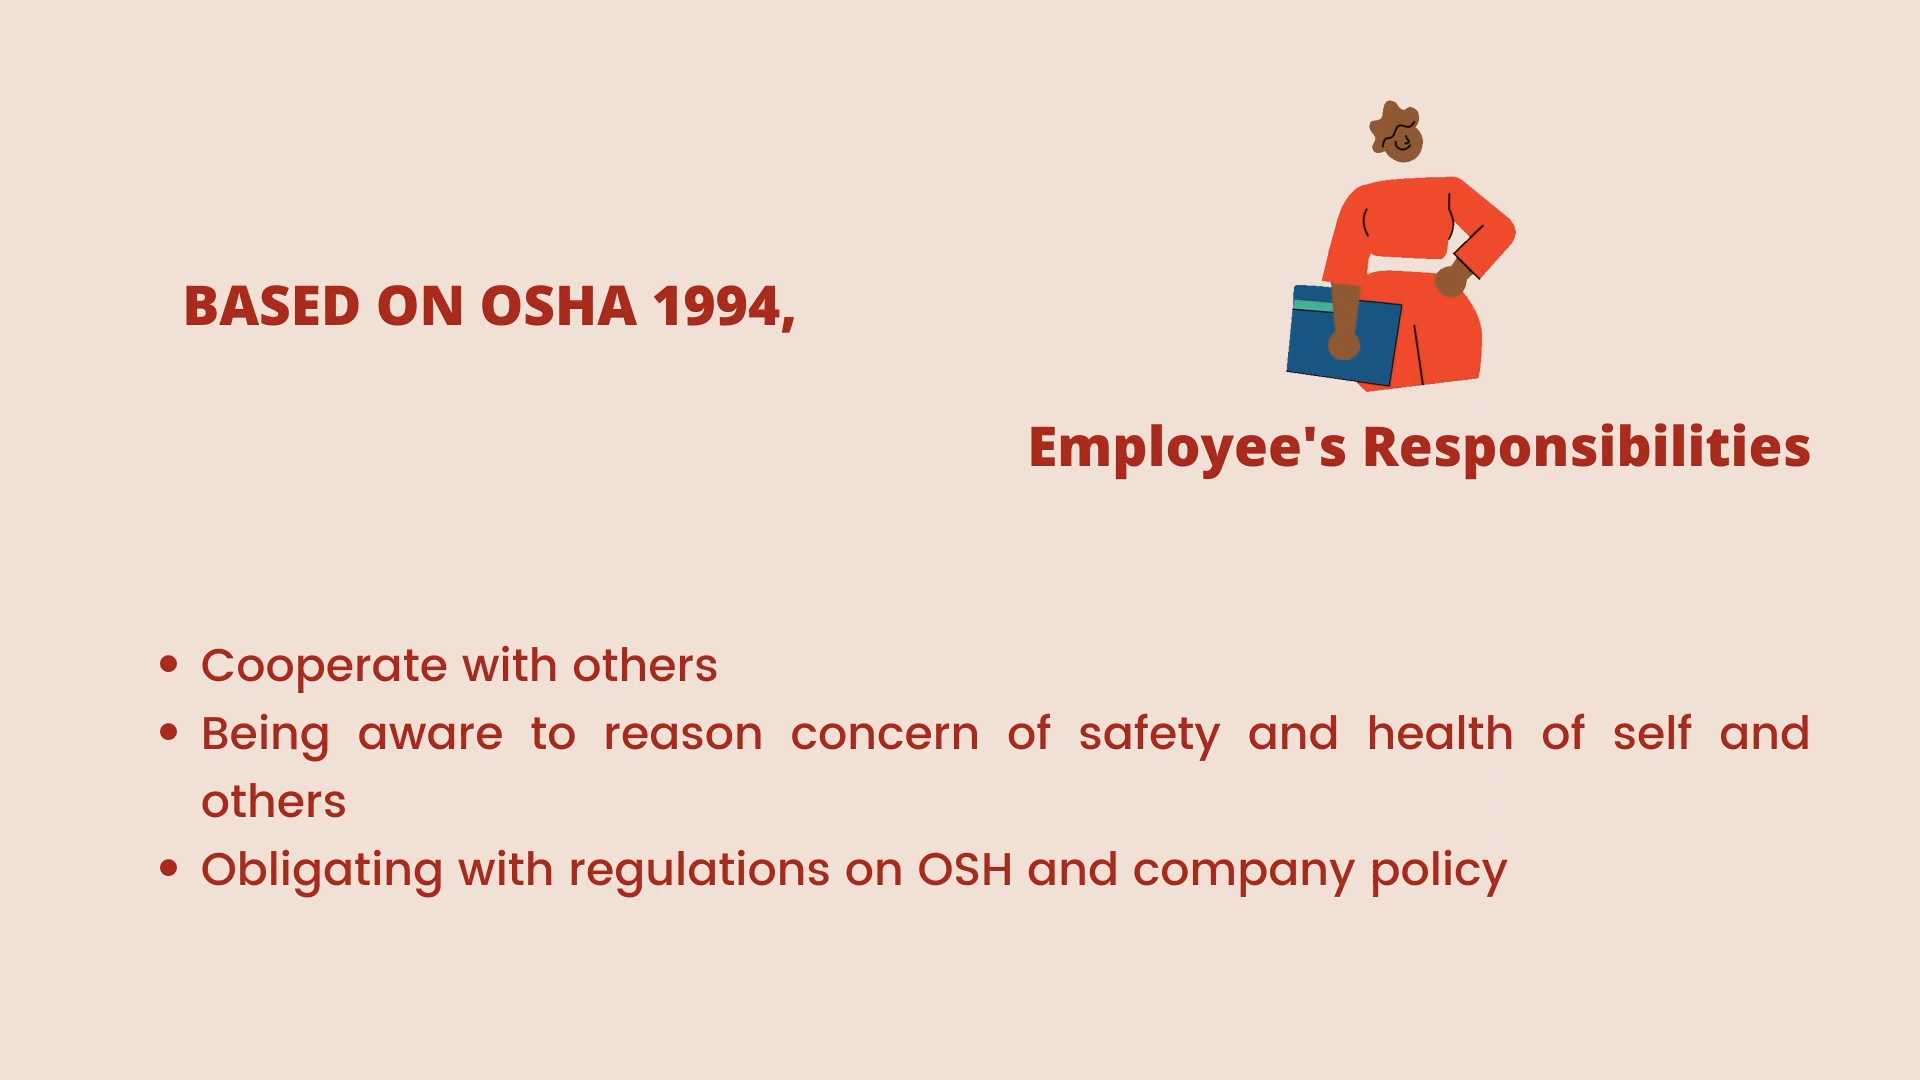 BASED ON OSHA 1994,
Employee's Responsibilities
• Cooperate with others
• Being aware to reason concern of safety and health of self and
others
• Obligating with regulations on OSH and company policy